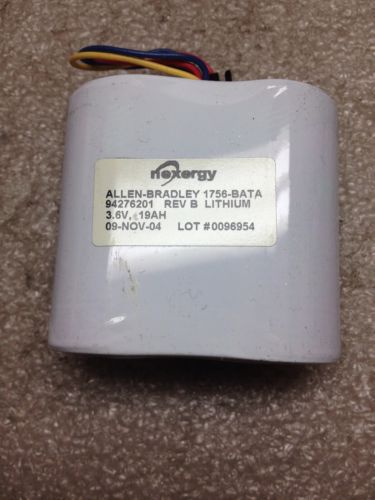 nexergy
ALLEN-BRADLEY 1756-BATA
94276201 REV B LITHIUM
3.6V, 19AH
09-NOV-04 LOT #0096954